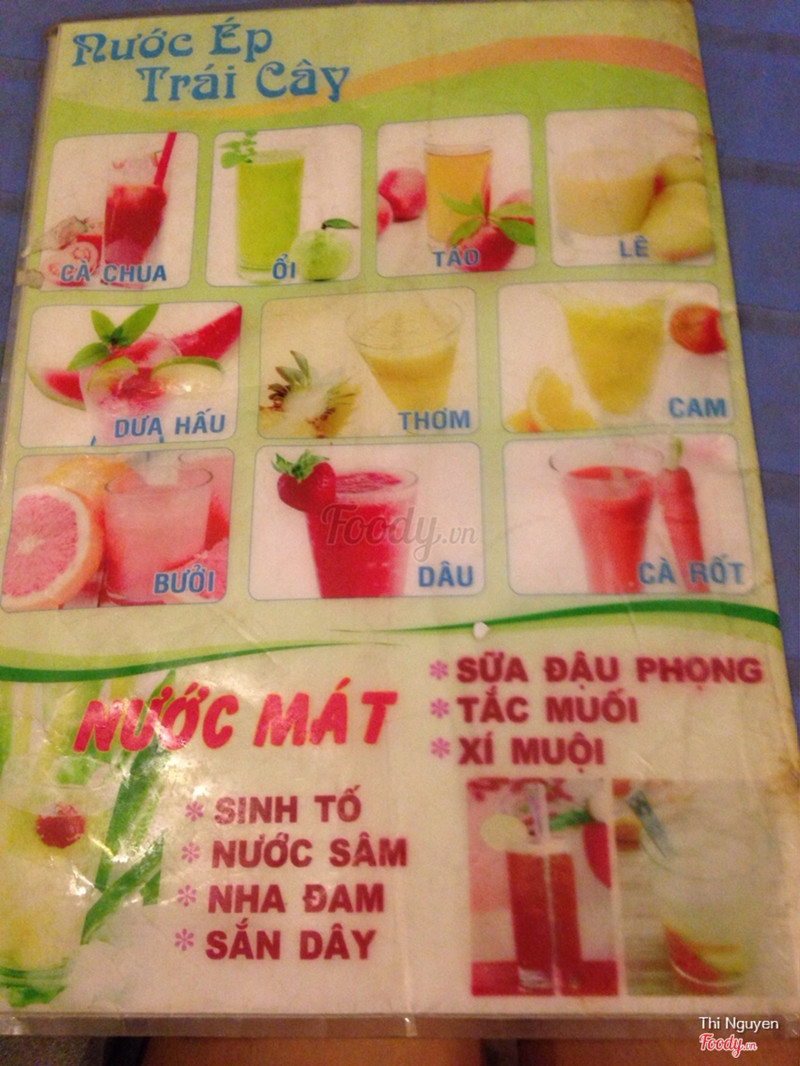 Nước Ép
Trái Cây
CÀ CHUA
ỔI
TÁO
LÊ
DƯA HẤU
THƠM
CAM
BƯỞI
DÂU
CÀ RỐT
Foody.vn
NƯỚC MÁT
* SINH TỐ
* NƯỚC SÂM
* NHA ĐAM
* SẮN DÂY
* SỮA ĐẬU PHỌNG
* TẮC MUỐI
* XÍ MUỘI
Thi Nguyen
Foody.vn